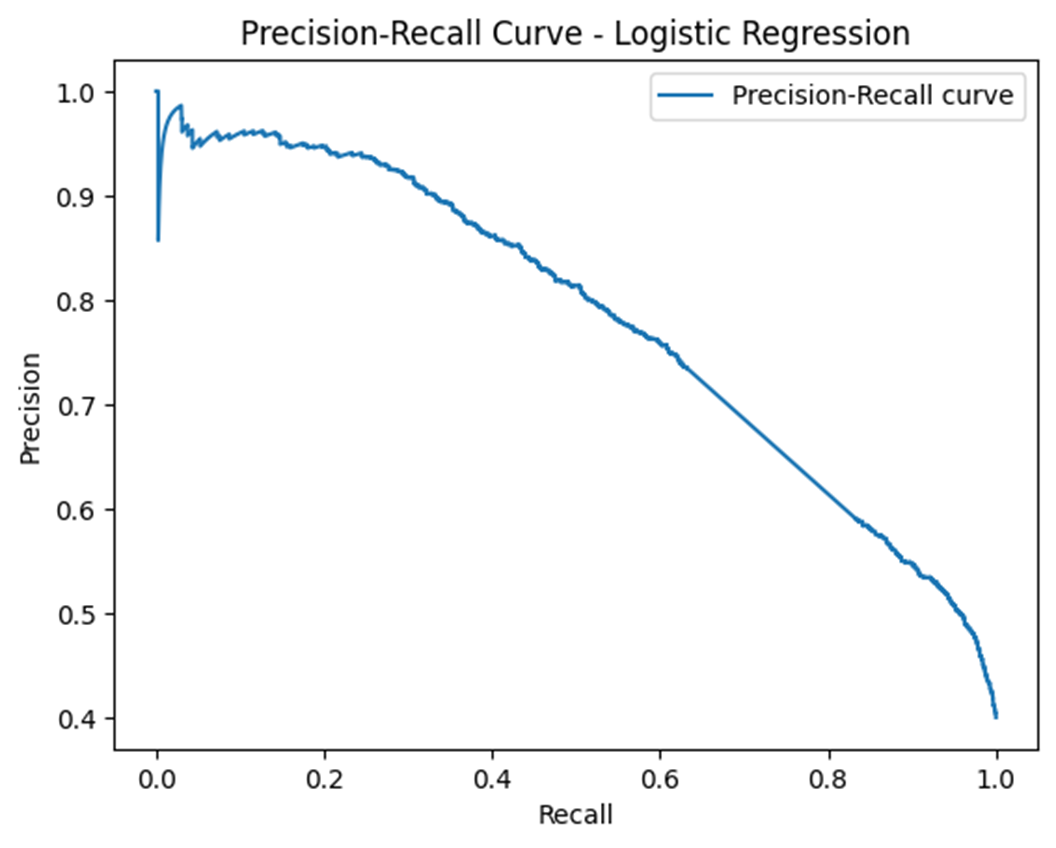 Precision-Recall Curve - Logistic Regression
Precision-Recall curve
1.0
0.9
0.8
0.7
0.6
0.5
0.4
Precision
0.0 0.2 0.4 0.6 0.8 1.0
Recall